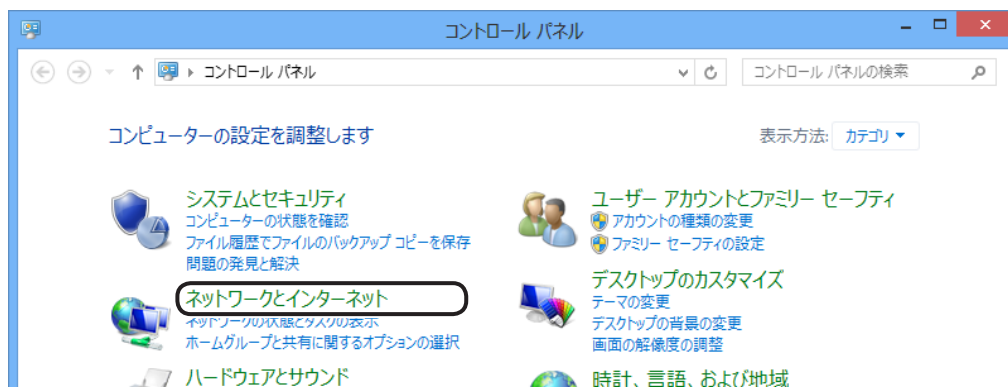 コントロール パネル
コントロール パネル
コントロール パネルの検索
コンピューターの設定を調整します
表示方法: カテゴリ
システムとセキュリティ
コンピューターの状態を確認
ファイル履歴でファイルのバックアップ コピーを保存
問題の発見と解決
ネットワークとインターネット
ネットワークの状態とタスクの表示
ホームグループと共有に関するオプションの選択
ハードウェアとサウンド
ユーザー アカウントとファミリー セーフティ
アカウントの種類の変更
ファミリー セーフティの設定
デスクトップのカスタマイズ
テーマの変更
デスクトップの背景の変更
画面の解像度の調整
時計、言語、および地域